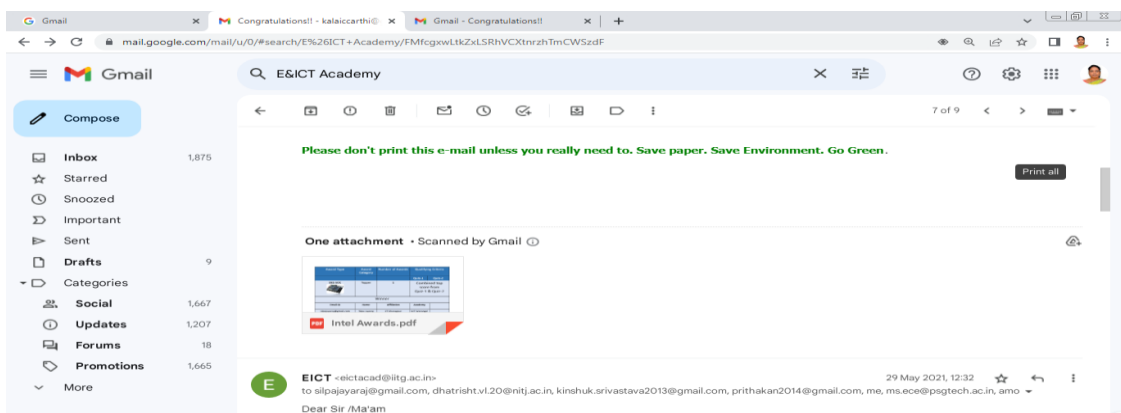 Gmail
Congratulations!! - kalaiccarthi@
Gmail - Congratulations!!
mail.google.com/mail/u/0/#search/E%26ICT+Academy/FMfcgxwLtkZxLSRhVCXtnrzhTmCWSzdF
Gmail
E&ICT Academy
Compose
7 of 9
Inbox 1,875
Starred
Snoozed
Important
Sent
Drafts 9
Categories
Social 1,667
Updates 1,207
Forums 18
Promotions 1,665
More
Please don't print this e-mail unless you really need to. Save paper. Save Environment. Go Green.
Print all
One attachment • Scanned by Gmail
PDF Intel Awards.pdf
E
EICT <eictacad@iitg.ac.in>
29 May 2021, 12:32
to silpajayaraj@gmail.com, dhatrisht.vl.20@nitj.ac.in, kinshuk.srivastava2013@gmail.com, prithakan2014@gmail.com, me, ms.ece@psgtech.ac.in, amo
Dear Sir /Ma'am